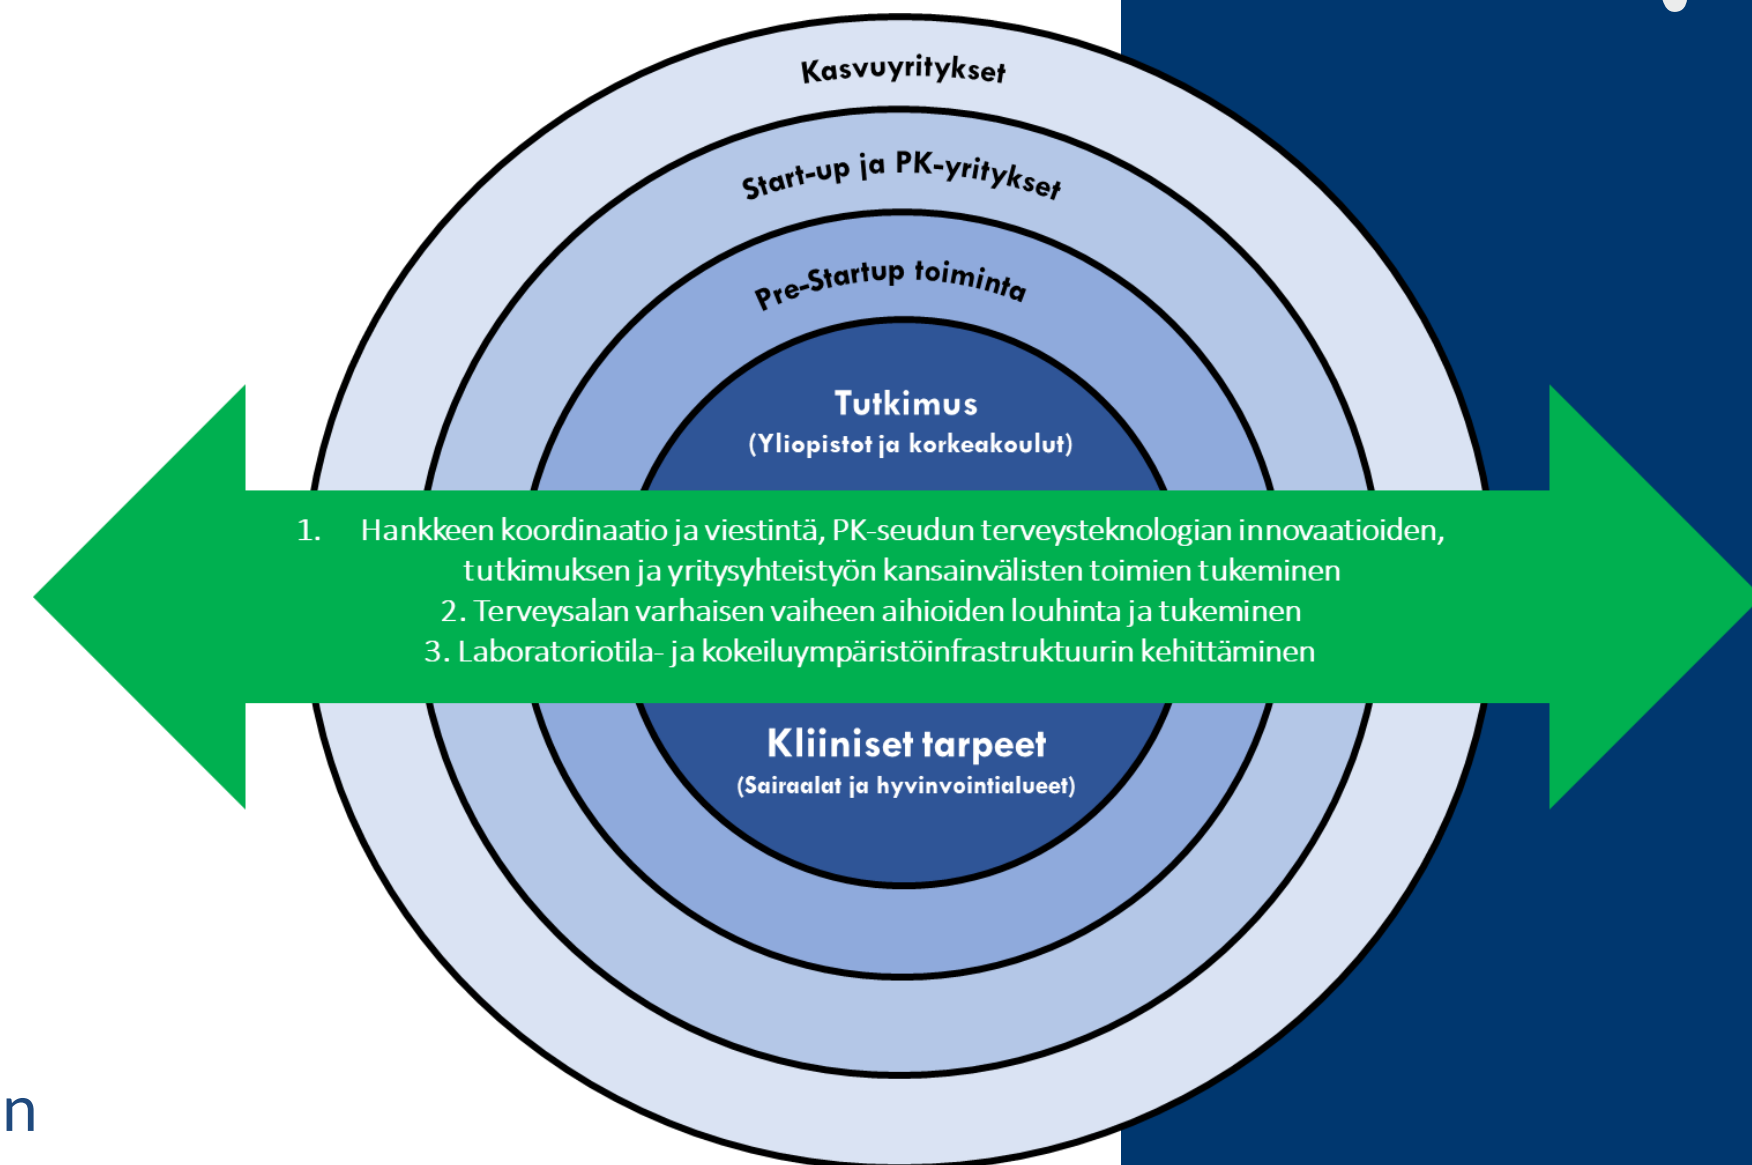 Kasvuyritykset
Start-up ja PK-yritykset
Pre-Startup toiminta
Tutkimus
(Yliopistot ja korkeakoulut)
1. Hankkeen koordinaatio ja viestintä, PK-seudun terveysteknologian innovaatioiden,
tutkimuksen ja yritysyhteistyön kansainvälisten toimien tukeminen
2. Terveysalan varhaisen vaiheen aihioiden louhinta ja tukeminen
3. Laboratoriotila- ja kokeiluympäristöinfrastruktuurin kehittäminen
Kliiniset tarpeet
(Sairaalat ja hyvinvointialueet)
n